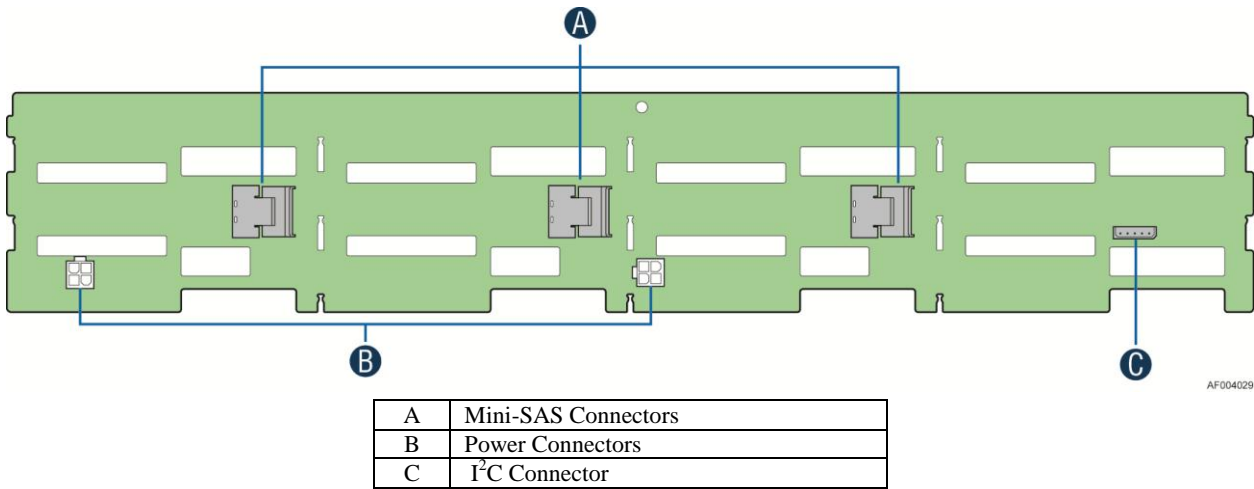 A
B
C
AF004029
A Mini-SAS Connectors
B Power Connectors
C I²C Connector